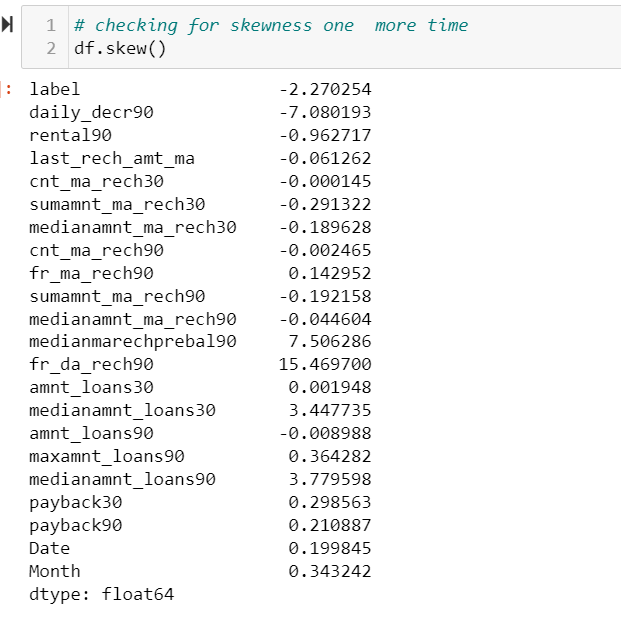 1 # checking for skewness one  more time
2 df.skew()
: label -2.270254
daily_decr90 -7.080193
rental90 -0.962717
last_rech_amt_ma -0.061262
cnt_ma_rech30 -0.000145
sumamnt_ma_rech30 -0.291322
medianamnt_ma_rech30 -0.189628
cnt_ma_rech90 -0.002465
fr_ma_rech90 0.142952
sumamnt_ma_rech90 -0.192158
medianamnt_ma_rech90 -0.044604
medianmarechprebal90 7.506286
fr_da_rech90 15.469700
amnt_loans30 0.001948
medianamnt_loans30 3.447735
amnt_loans90 -0.008988
maxamnt_loans90 0.364282
medianamnt_loans90 3.779598
payback30 0.298563
payback90 0.210887
Date 0.199845
Month 0.343242
dtype: float64